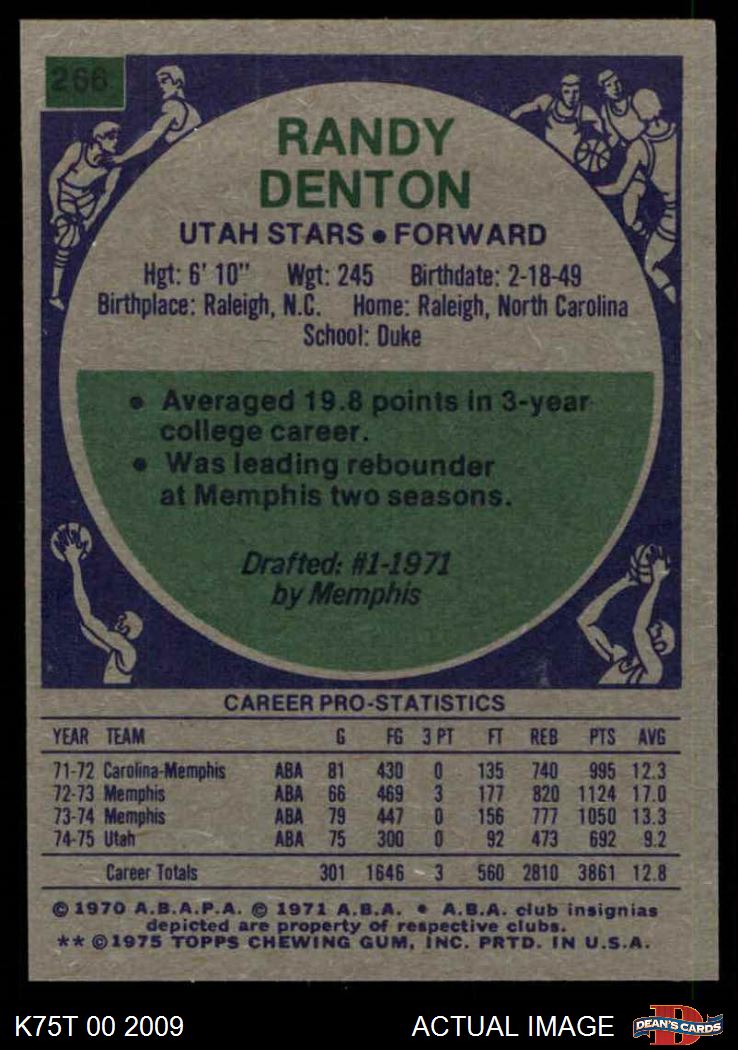 266
RANDY
DENTON
UTAH STARS • FORWARD
Hgt: 6' 10" Wgt: 245 Birthdate: 2-18-49
Birthplace: Raleigh, N.C. Home: Raleigh, North Carolina
School: Duke
• Averaged 19.8 points in 3-year
college career.
• Was leading rebounder
at Memphis two seasons.
Drafted: #1-1971
by Memphis
CAREER PRO-STATISTICS
YEAR TEAM G FG 3 PT FT REB PTS AVG
71-72 Carolina-Memphis ABA 81 430 0 135 740 995 12.3
72-73 Memphis ABA 66 469 3 177 820 1124 17.0
73-74 Memphis ABA 79 447 0 156 777 1050 13.3
74-75 Utah ABA 75 300 0 92 473 692 9.2
Career Totals 301 1646 3 560 2810 3861 12.8
© 1970 A.B.A.P.A. © 1971 A.B.A. • A.B.A. club insignias
depicted are property of respective clubs.
** ©1975 TOPPS CHEWING GUM, INC. PRTD. IN U.S.A.
K75T 00 2009 ACTUAL IMAGE D DEAN'S CARDS